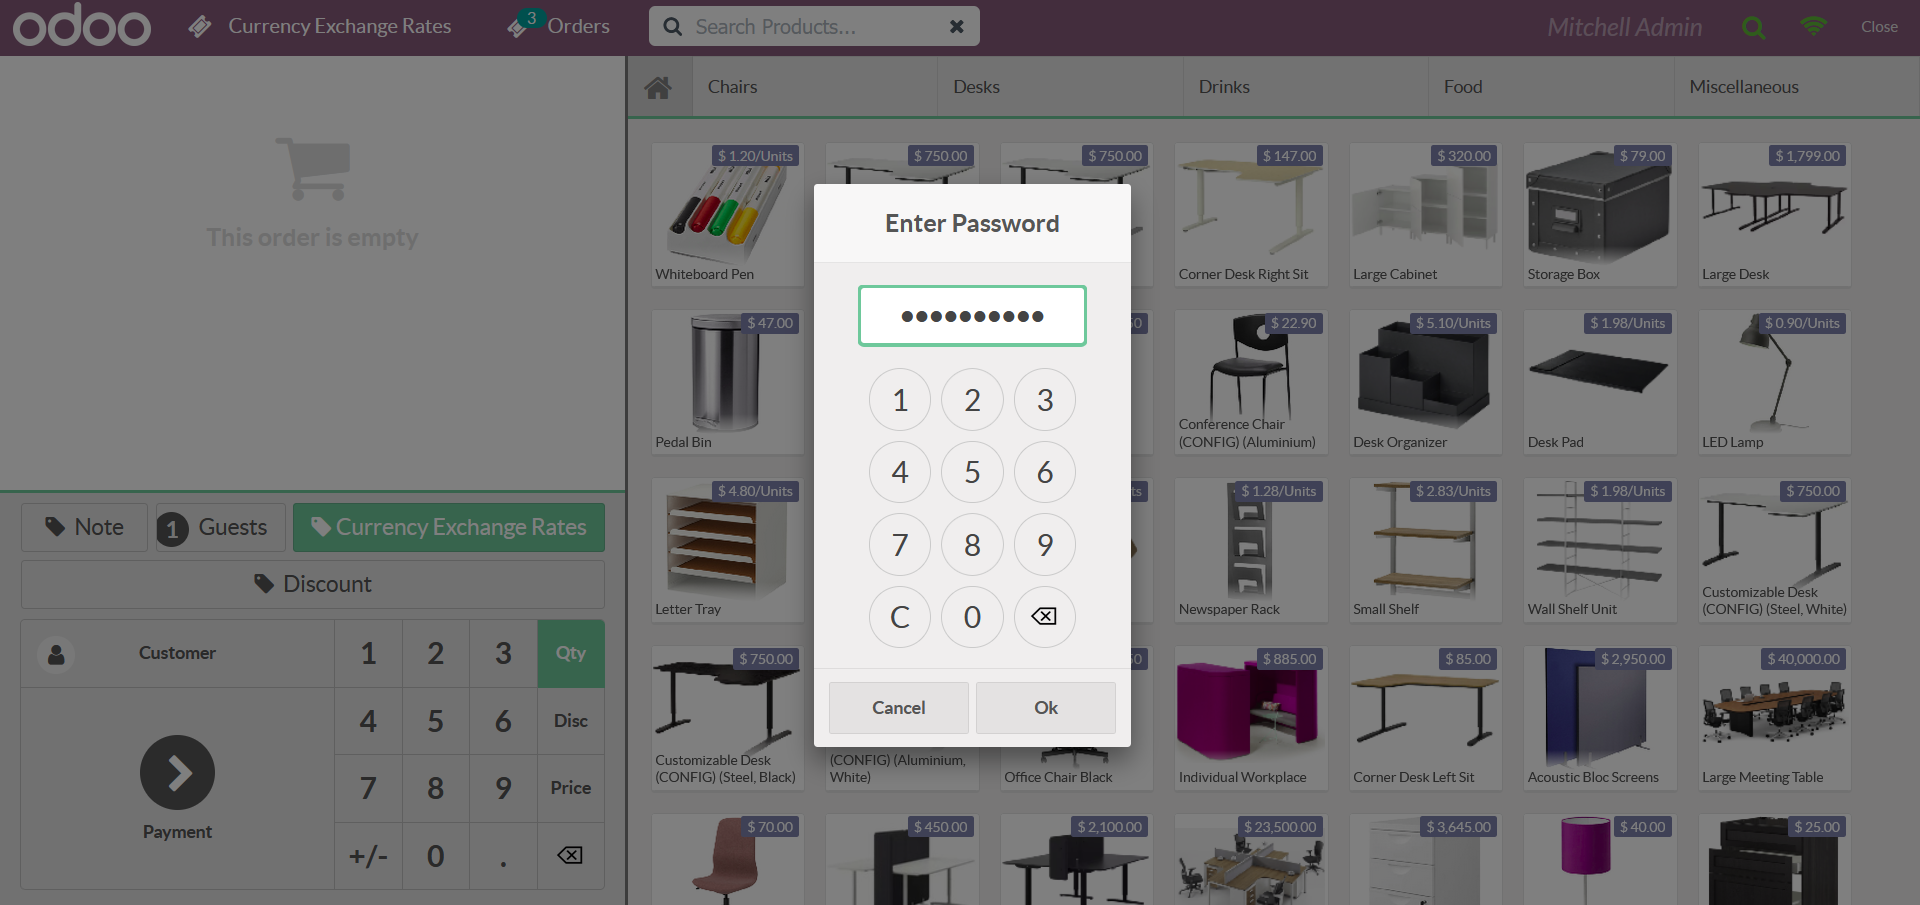 odoo
Currency Exchange Rates
3
Orders
Search Products...
Mitchell Admin
Close
This order is empty
Note
1 Guests
Currency Exchange Rates
Discount
Customer
1 2 3 Qty
4 5 6 Disc
7 8 9 Price
+/- 0 .
Payment
Chairs
Desks
Drinks
Food
Miscellaneous
$ 1.20/Units
Whiteboard Pen
$ 750.00
$ 750.00
$ 147.00
Corner Desk Right Sit
$ 320.00
Large Cabinet
$ 79.00
Storage Box
$ 1,799.00
Large Desk
$ 47.00
Pedal Bin
$ 22.90
Conference Chair
(CONFIG) (Aluminium)
$ 5.10/Units
Desk Organizer
$ 1.98/Units
Desk Pad
$ 0.90/Units
LED Lamp
$ 4.80/Units
Letter Tray
$ 1.28/Units
Newspaper Rack
$ 2.83/Units
Small Shelf
$ 1.98/Units
Wall Shelf Unit
$ 750.00
Customizable Desk
(CONFIG) (Steel, White)
$ 750.00
Customizable Desk
(CONFIG) (Steel, Black)
(CONFIG) (Aluminium,
White)
Office Chair Black
$ 885.00
Individual Workplace
$ 85.00
Corner Desk Left Sit
$ 2,950.00
Acoustic Bloc Screens
$ 40,000.00
Large Meeting Table
$ 70.00
$ 450.00
$ 2,100.00
$ 23,500.00
$ 3,645.00
$ 40.00
$ 25.00
Enter Password
1 2 3
4 5 6
7 8 9
C 0
Cancel
Ok